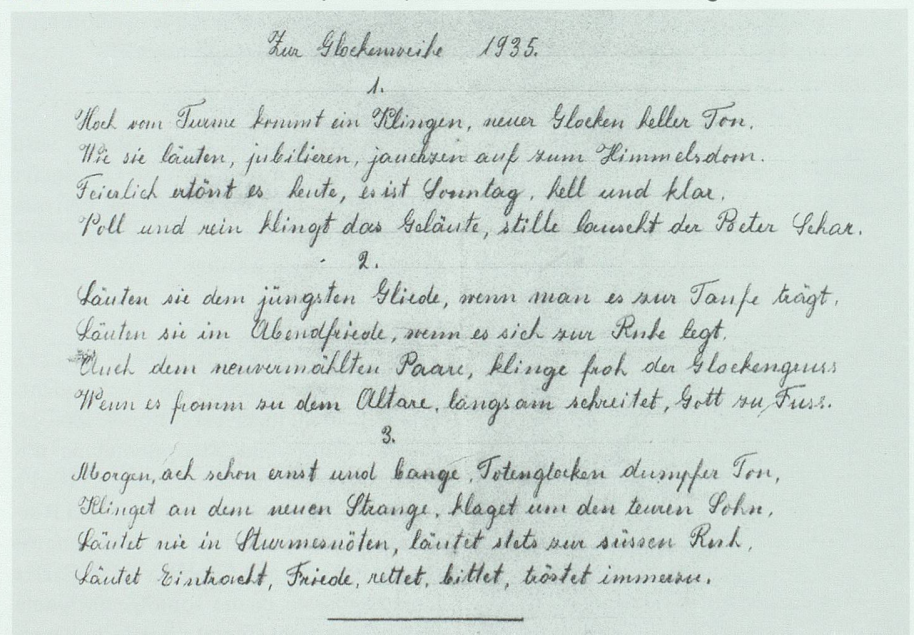 Zur Glockenweihe 1935.
1.
Hoch vom Turme kommt ein Klingen, neuer Glocken heller Ton.
Wie sie läuten, jubilieren, jauchzen auf zum Himmelsdom.
Feierlich ertönt es heute, es ist Sonntag, hell und klar.
Voll und rein klingt das Geläute, stille lauscht der Beter Schar.
2.
Läuten sie dem jüngsten Gliede, wenn man es zur Taufe trägt,
Läuten sie im Abendfriede, wenn es sich zur Ruhe legt.
Auch dem neuvermählten Paare, klinge froh der Glockengruss
Wenn es fromm zu dem Altare, langsam schreitet, Gott zu Fuss.
3.
Morgen, ach schon ernst und bange, Totenglocken dumpfer Ton,
Klinget an dem neuen Strange, klaget um den teuren Sohn,
Läutet nie in Sturmesnöten, läutet stets zur süssen Ruh,
Läutet Eintracht, Friede, rettet, bittet, tröstet immerzu.